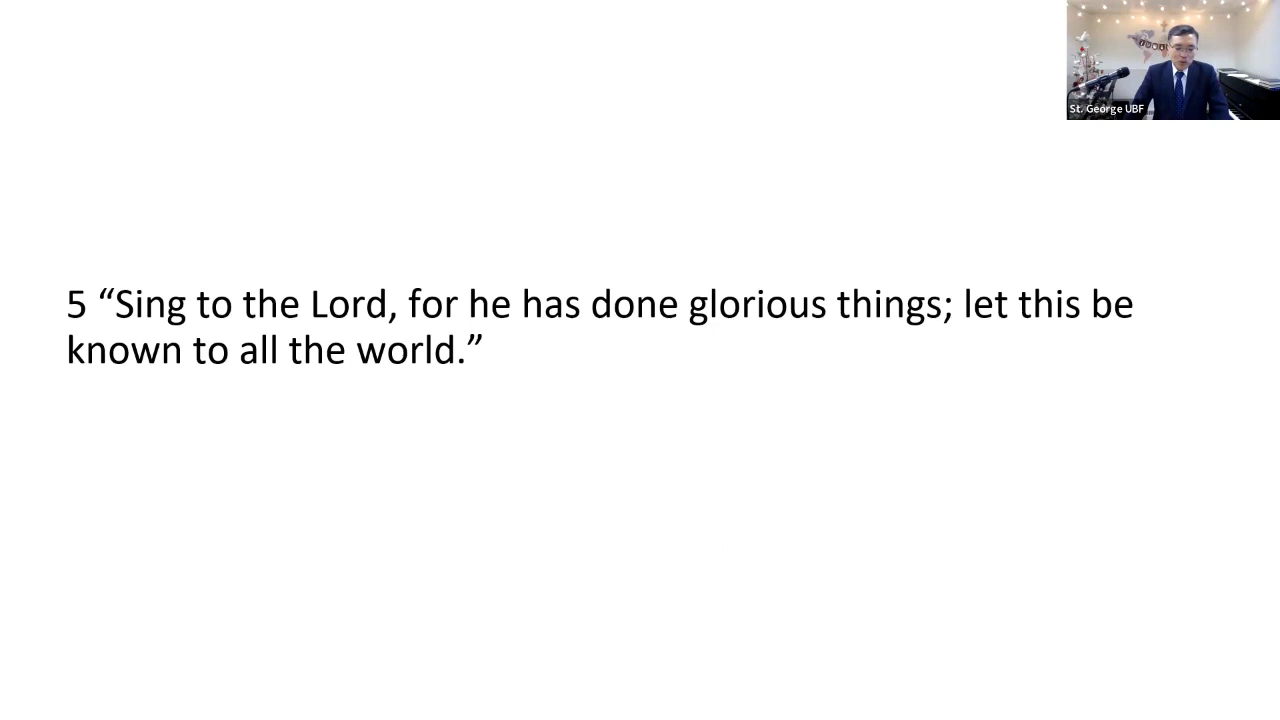 St. George UBF
5 “Sing to the Lord, for he has done glorious things; let this be
known to all the world.”